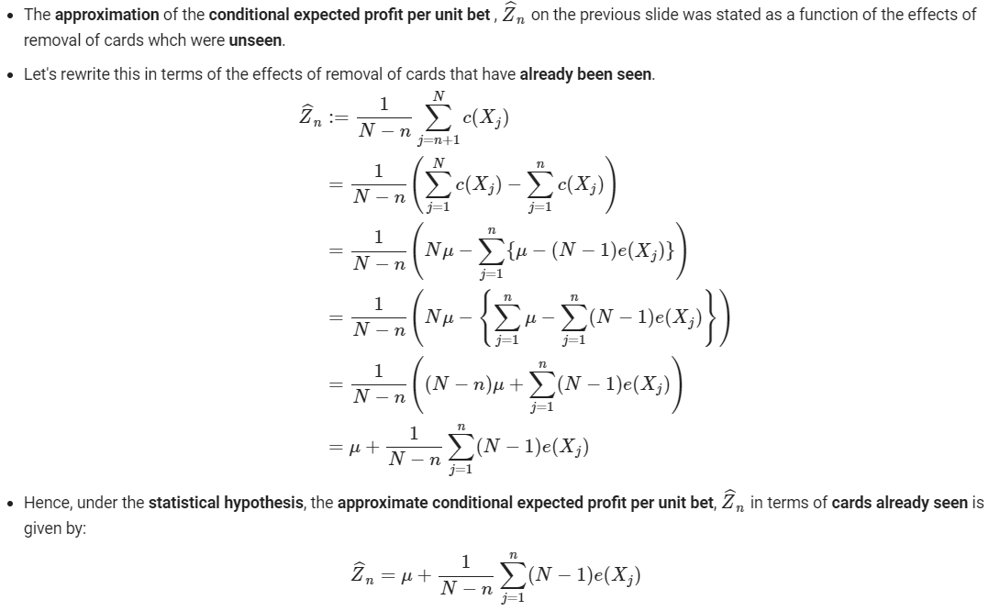 • The approximation of the conditional expected profit per unit bet , $\widehat{Z}_n$ on the previous slide was stated as a function of the effects of
removal of cards whch were unseen.
• Let's rewrite this in terms of the effects of removal of cards that have already been seen.
$\widehat{Z}_n := \frac{1}{N-n} \sum_{j=n+1}^{N} c(X_j)$
$= \frac{1}{N-n} \left( \sum_{j=1}^{N} c(X_j) - \sum_{j=1}^{n} c(X_j) \right)$
$= \frac{1}{N-n} \left( N\mu - \sum_{j=1}^{n} \{\mu - (N-1)e(X_j)\} \right)$
$= \frac{1}{N-n} \left( N\mu - \left\{ \sum_{j=1}^{n} \mu - \sum_{j=1}^{n} (N-1)e(X_j) \right\} \right)$
$= \frac{1}{N-n} \left( (N-n)\mu + \sum_{j=1}^{n} (N-1)e(X_j) \right)$
$= \mu + \frac{1}{N-n} \sum_{j=1}^{n} (N-1)e(X_j)$
• Hence, under the statistical hypothesis, the approximate conditional expected profit per unit bet, $\widehat{Z}_n$ in terms of cards already seen is
given by:
$\widehat{Z}_n = \mu + \frac{1}{N-n} \sum_{j=1}^{n} (N-1)e(X_j)$